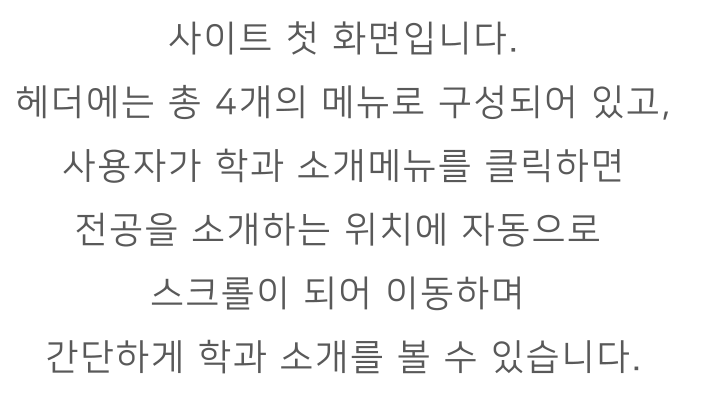 사이트 첫 화면입니다.
헤더에는 총 4개의 메뉴로 구성되어 있고,
사용자가 학과 소개메뉴를 클릭하면
전공을 소개하는 위치에 자동으로
스크롤이 되어 이동하며
간단하게 학과 소개를 볼 수 있습니다.